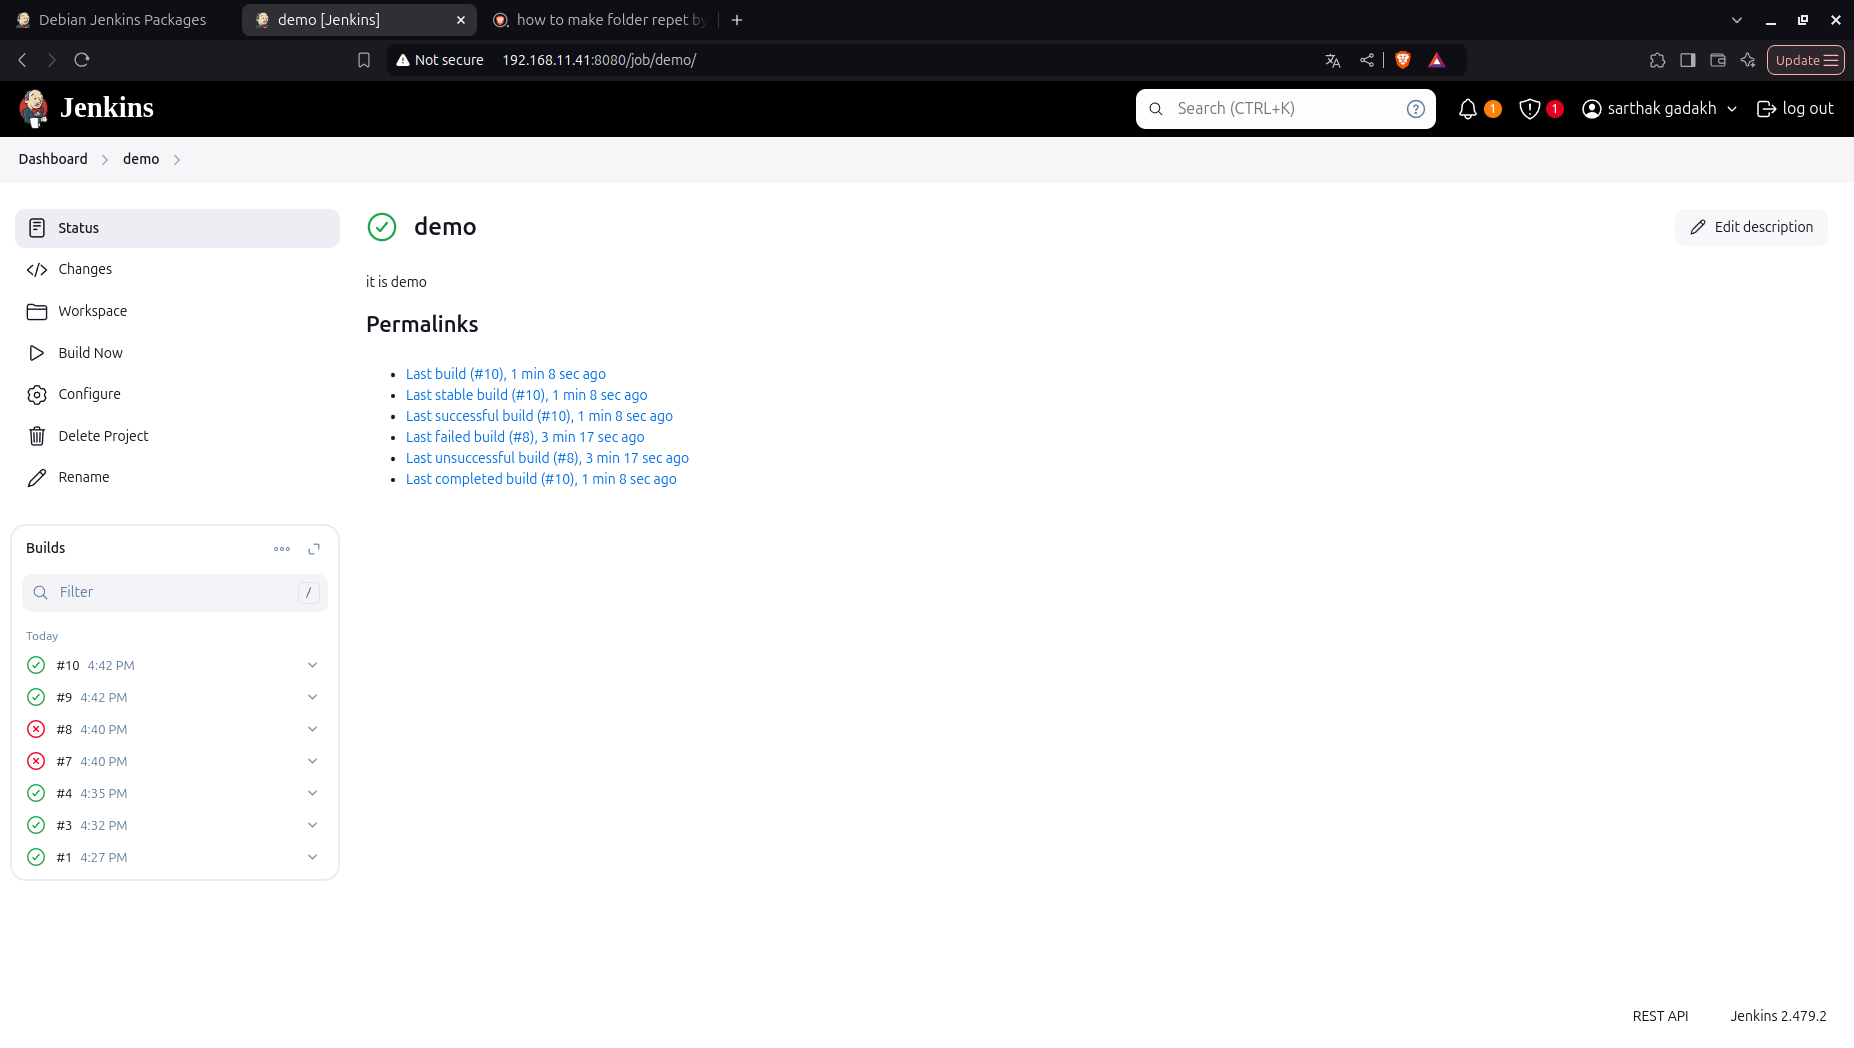 Debian Jenkins Packages
demo [Jenkins]
how to make folder repet by
Not secure 192.168.11.41:8080/job/demo/
Update
Jenkins
Search (CTRL+K)
1
1
sarthak gadakh
log out
Dashboard
demo
Status
Changes
Workspace
Build Now
Configure
Delete Project
Rename
demo
Edit description
it is demo
Permalinks
Last build (#10), 1 min 8 sec ago
Last stable build (#10), 1 min 8 sec ago
Last successful build (#10), 1 min 8 sec ago
Last failed build (#8), 3 min 17 sec ago
Last unsuccessful build (#8), 3 min 17 sec ago
Last completed build (#10), 1 min 8 sec ago
Builds
Filter /
Today
#10 4:42 PM
#9 4:42 PM
#8 4:40 PM
#7 4:40 PM
#4 4:35 PM
#3 4:32 PM
#1 4:27 PM
REST API
Jenkins 2.479.2